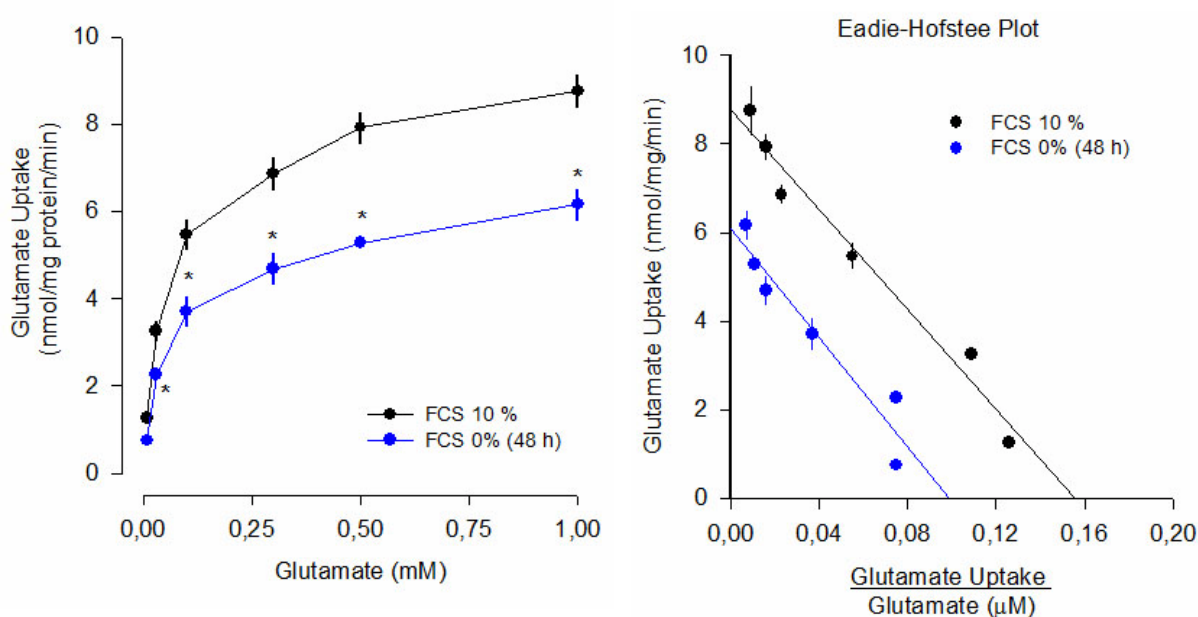 10
8
6
4
2
0
Glutamate Uptake
(nmol/mg protein/min)
*
*
*
*
*
FCS 10 %
FCS 0% (48 h)
0,00
0,25
0,50
0,75
1,00
Glutamate (mM)
Eadie-Hofstee Plot
10
8
6
4
2
0
Glutamate Uptake (nmol/mg/min)
FCS 10 %
FCS 0% (48 h)
0,00
0,04
0,08
0,12
0,16
0,20
Glutamate Uptake
Glutamate (μM)